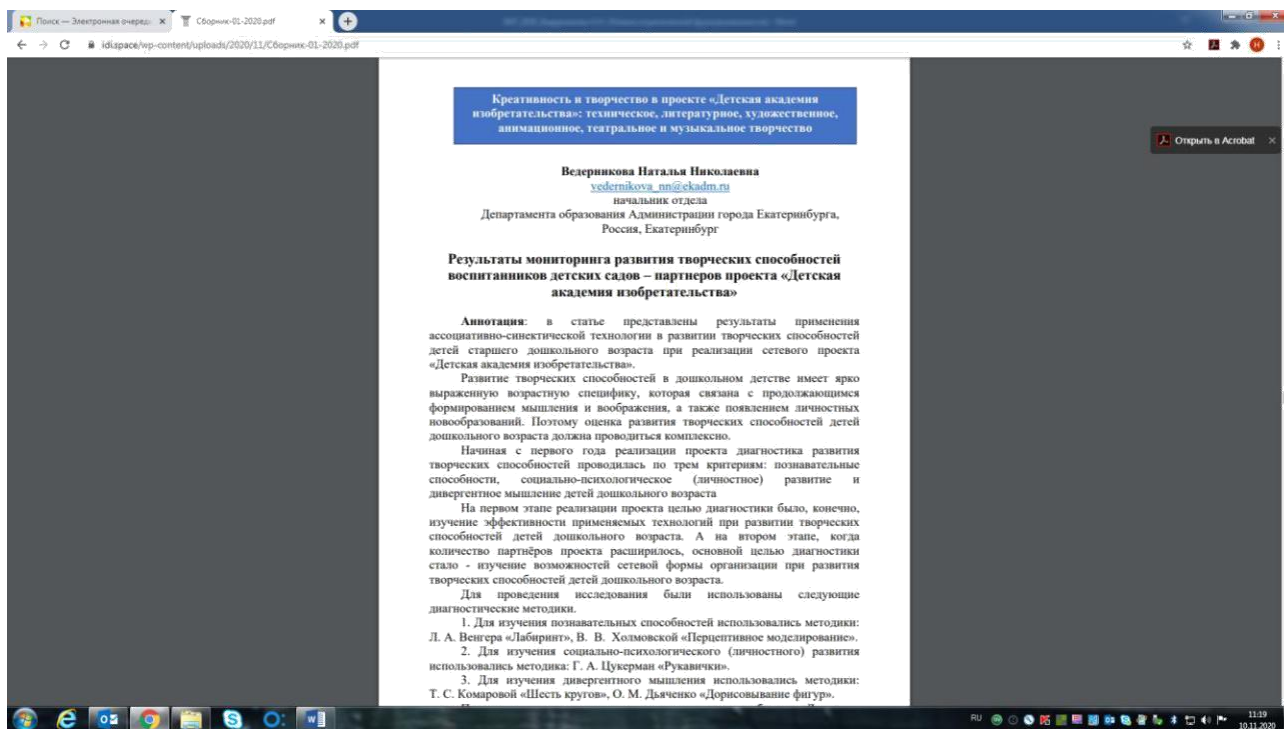 Поиск — Электронная очередь
Сборник-01-2020.pdf
idi.space/wp-content/uploads/2020/11/Сборник-01-2020.pdf
Н
Открыть в Acrobat
Креативность и творчество в проекте «Детская академия
изобретательства»: техническое, литературное, художественное,
анимационное, театральное и музыкальное творчество
Ведерникова Наталья Николаевна
vedernikova_nn@ekadm.ru
начальник отдела
Департамента образования Администрации города Екатеринбурга,
Россия, Екатеринбург
Результаты мониторинга развития творческих способностей
воспитанников детских садов – партнеров проекта «Детская
академия изобретательства»
Аннотация: в статье представлены результаты применения
ассоциативно-синектической технологии в развитии творческих способностей
детей старшего дошкольного возраста при реализации сетевого проекта
«Детская академия изобретательства».
Развитие творческих способностей в дошкольном детстве имеет ярко
выраженную возрастную специфику, которая связана с продолжающимся
формированием мышления и воображения, а также появлением личностных
новообразований. Поэтому оценка развития творческих способностей детей
дошкольного возраста должна проводиться комплексно.
Начиная с первого года реализации проекта диагностика развития
творческих способностей проводилась по трем критериям: познавательные
способности, социально-психологическое (личностное) развитие и
дивергентное мышление детей дошкольного возраста
На первом этапе реализации проекта целью диагностики было, конечно,
изучение эффективности применяемых технологий при развитии творческих
способностей детей дошкольного возраста. А на втором этапе, когда
количество партнёров проекта расширилось, основной целью диагностики
стало - изучение возможностей сетевой формы организации при развития
творческих способностей детей дошкольного возраста.
Для проведения исследования были использованы следующие
диагностические методики.
1. Для изучения познавательных способностей использовались методики:
Л. А. Венгера «Лабиринт», В. В. Холмовской «Перцептивное моделирование».
2. Для изучения социально-психологического (личностного) развития
использовались методика: Г. А. Цукерман «Рукавички».
3. Для изучения дивергентного мышления использовались методики:
Т. С. Комаровой «Шесть кругов», О. М. Дьяченко «Дорисовывание фигур».
RU
11:19
10.11.2020